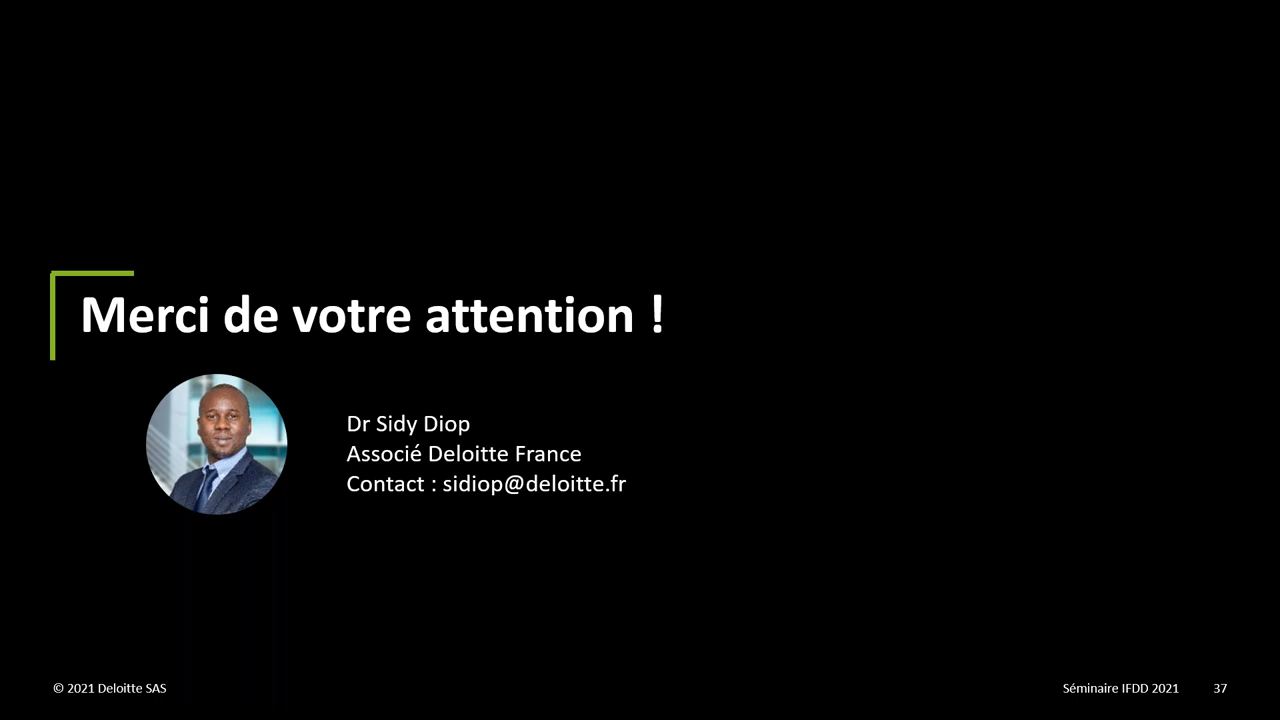 Merci de votre attention !
Dr Sidy Diop
Associé Deloitte France
Contact : sidiop@deloitte.fr
© 2021 Deloitte SAS
Séminaire IFDD 2021 37